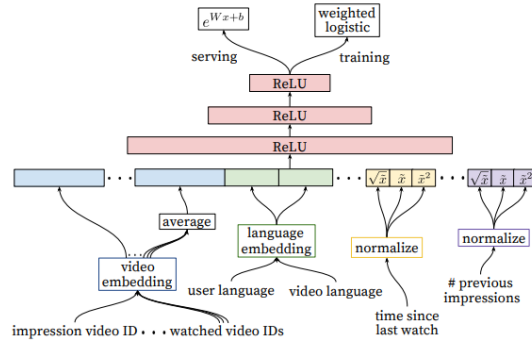 e^{Wx+b}
weighted
logistic
serving
training
ReLU
ReLU
ReLU
• • •
• • •
√x̃ x̃ x̃²
• • •
√x̃ x̃ x̃²
average
language
embedding
normalize
normalize
...
video
embedding
user language
video language
# previous
impressions
time since
last watch
impression video ID • • • watched video IDs